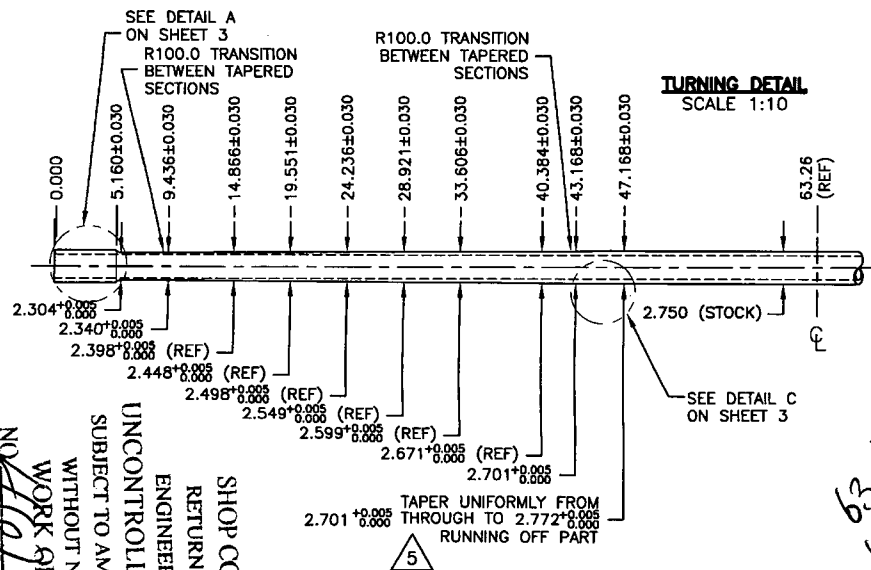 SEE DETAIL A
ON SHEET 3
R100.0 TRANSITION
BETWEEN TAPERED
SECTIONS
R100.0 TRANSITION
BETWEEN TAPERED
SECTIONS
TURNING DETAIL
SCALE 1:10
0.000
5.160±0.030
9.436±0.030
14.866±0.030
19.551±0.030
24.236±0.030
28.921±0.030
33.606±0.030
40.384±0.030
43.168±0.030
47.168±0.030
63.26
(REF)
2.304+0.005 0.000
2.340+0.005 0.000
2.398+0.005 0.000 (REF)
2.448+0.005 0.000 (REF)
2.498+0.005 0.000 (REF)
2.549+0.005 0.000 (REF)
2.599+0.005 0.000 (REF)
2.671+0.005 0.000 (REF)
2.701+0.005 0.000
2.750 (STOCK)
SEE DETAIL C
ON SHEET 3
TAPER UNIFORMLY FROM
2.701 +0.005 0.000 THROUGH TO 2.772+0.005 0.000
RUNNING OFF PART
5
SHOP CO
RETURN
ENGINEER
UNCONTROLL
SUBJECT TO AM
WITHOUT N
WORK
NO
63